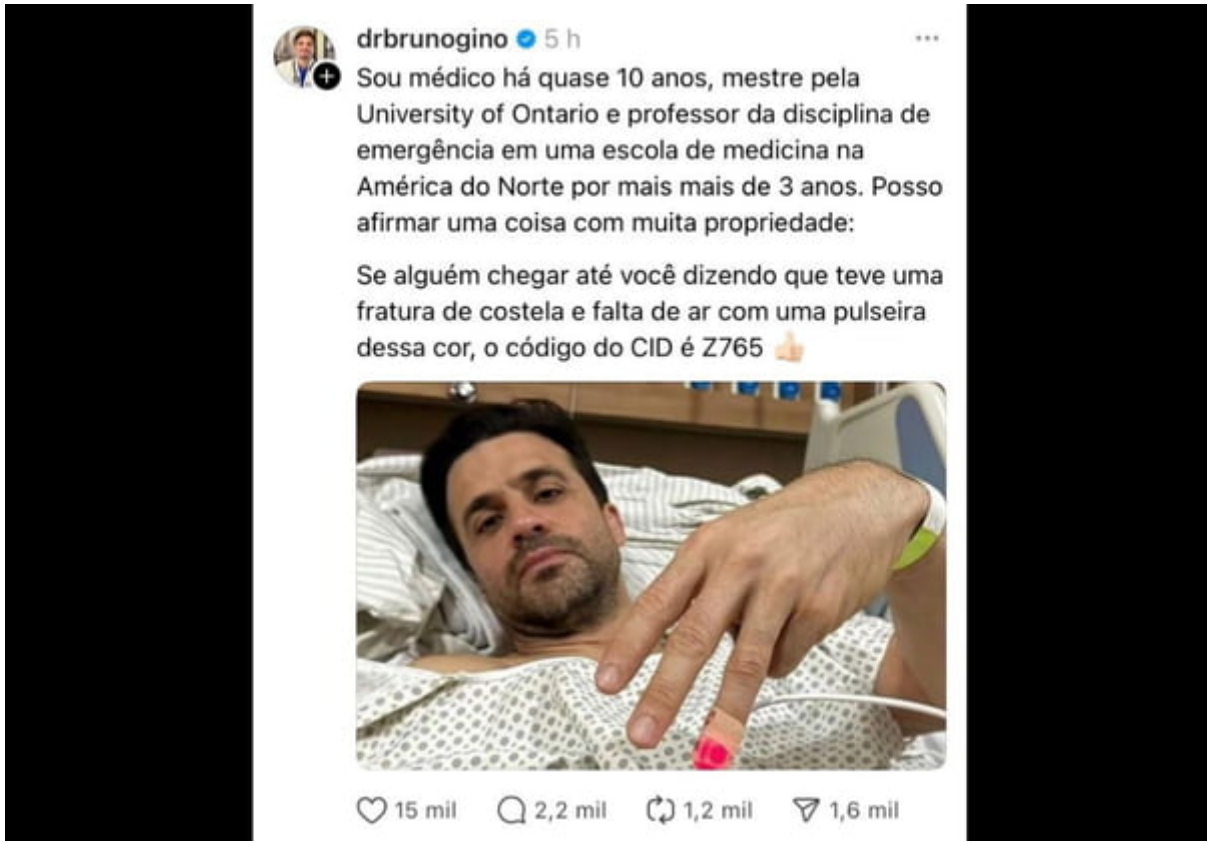 drbrunogino 5 h
Sou médico há quase 10 anos, mestre pela
University of Ontario e professor da disciplina de
emergência em uma escola de medicina na
América do Norte por mais mais de 3 anos. Posso
afirmar uma coisa com muita propriedade:
Se alguém chegar até você dizendo que teve uma
fratura de costela e falta de ar com uma pulseira
dessa cor, o código do CID é Z765 👍🏻
15 mil 2,2 mil 1,2 mil 1,6 mil